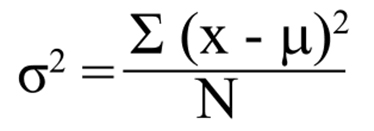 σ² = Σ (x - μ)² / N